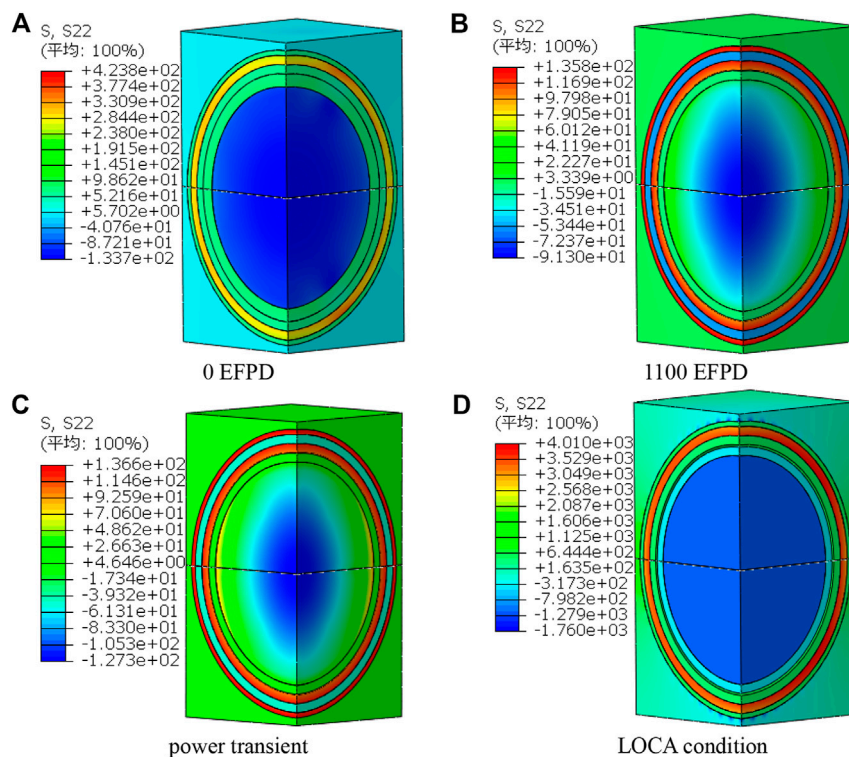 A
S, S22
(平均: 100%)
+4.238e+02
+3.774e+02
+3.309e+02
+2.844e+02
+2.380e+02
+1.915e+02
+1.451e+02
+9.862e+01
+5.216e+01
+5.702e+00
-4.076e+01
-8.721e+01
-1.337e+02
0 EFPD
B
S, S22
(平均: 100%)
+1.358e+02
+1.169e+02
+9.798e+01
+7.905e+01
+6.012e+01
+4.119e+01
+2.227e+01
+3.339e+00
-1.559e+01
-3.451e+01
-5.344e+01
-7.237e+01
-9.130e+01
1100 EFPD
C
S, S22
(平均: 100%)
+1.366e+02
+1.146e+02
+9.259e+01
+7.060e+01
+4.862e+01
+2.663e+01
+4.646e+00
-1.734e+01
-3.932e+01
-6.131e+01
-8.330e+01
-1.053e+02
-1.273e+02
power transient
D
S, S22
(平均: 100%)
+4.010e+03
+3.529e+03
+3.049e+03
+2.568e+03
+2.087e+03
+1.606e+03
+1.125e+03
+6.444e+02
+1.635e+02
-3.173e+02
-7.982e+02
-1.279e+03
-1.760e+03
LOCA condition